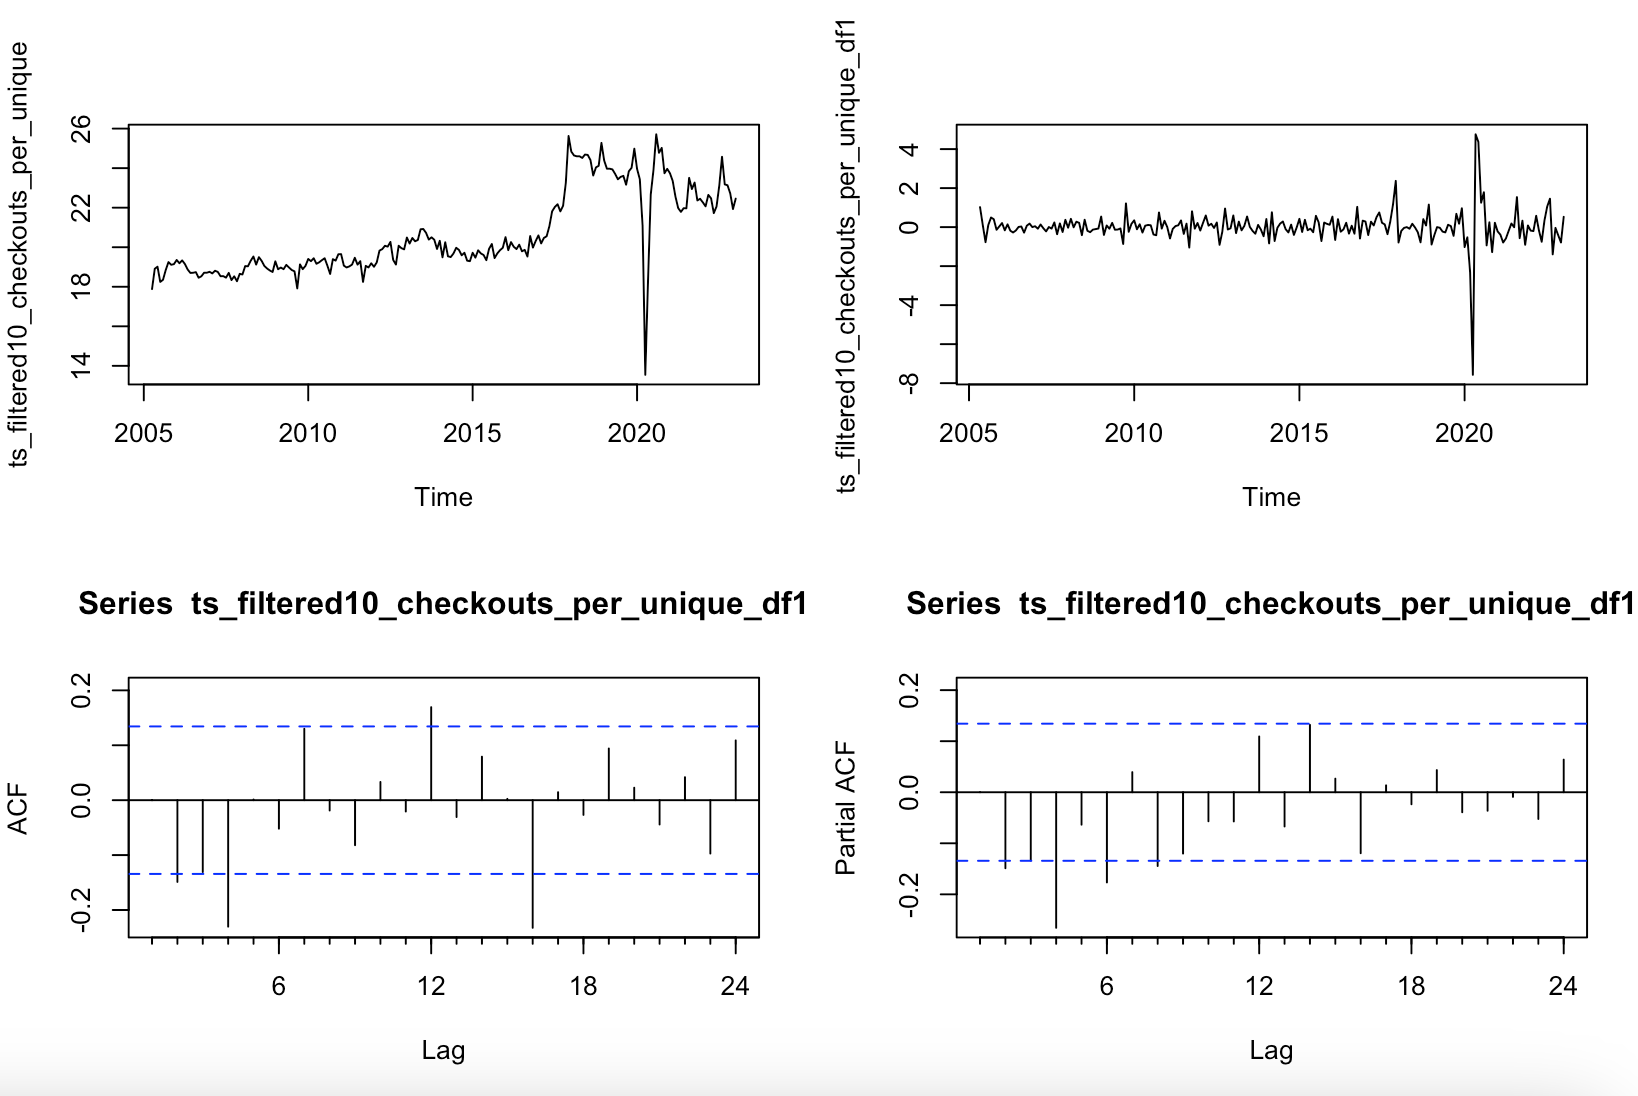 ts_filtered10_checkouts_per_unique
26
22
18
14
2005 2010 2015 2020
Time
ts_filtered10_checkouts_per_unique_df1
4
2
0
-4
-8
2005 2010 2015 2020
Time
Series ts_filtered10_checkouts_per_unique_df1
ACF
0.2
0.0
-0.2
6 12 18 24
Lag
Series ts_filtered10_checkouts_per_unique_df1
Partial ACF
0.2
0.0
-0.2
6 12 18 24
Lag